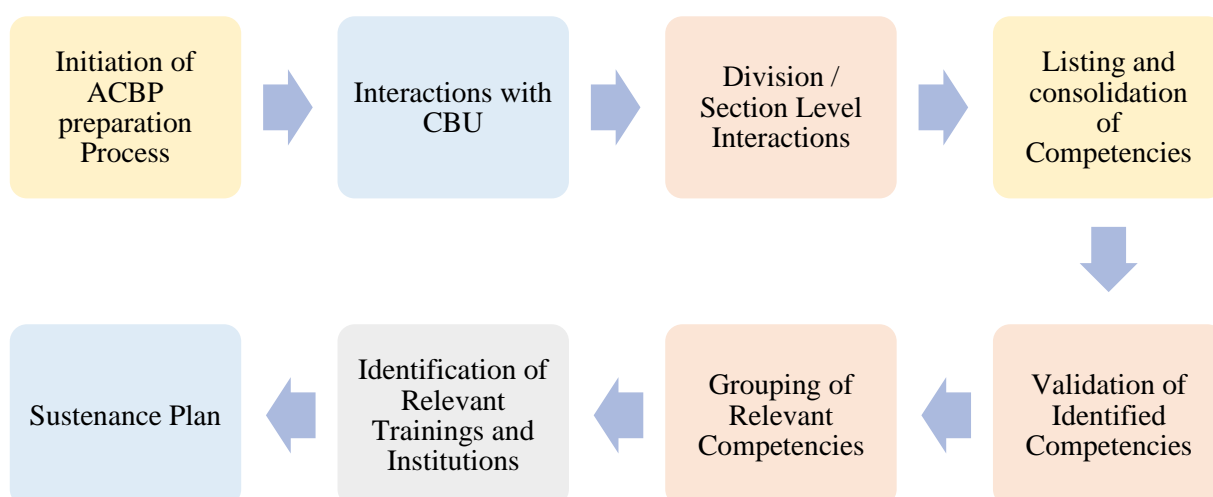 Initiation of
ACBP
preparation
Process
Interactions with
CBU
Division /
Section Level
Interactions
Listing and
consolidation
of
Competencies
Validation of
Identified
Competencies
Grouping of
Relevant
Competencies
Identification of
Relevant
Trainings and
Institutions
Sustenance Plan